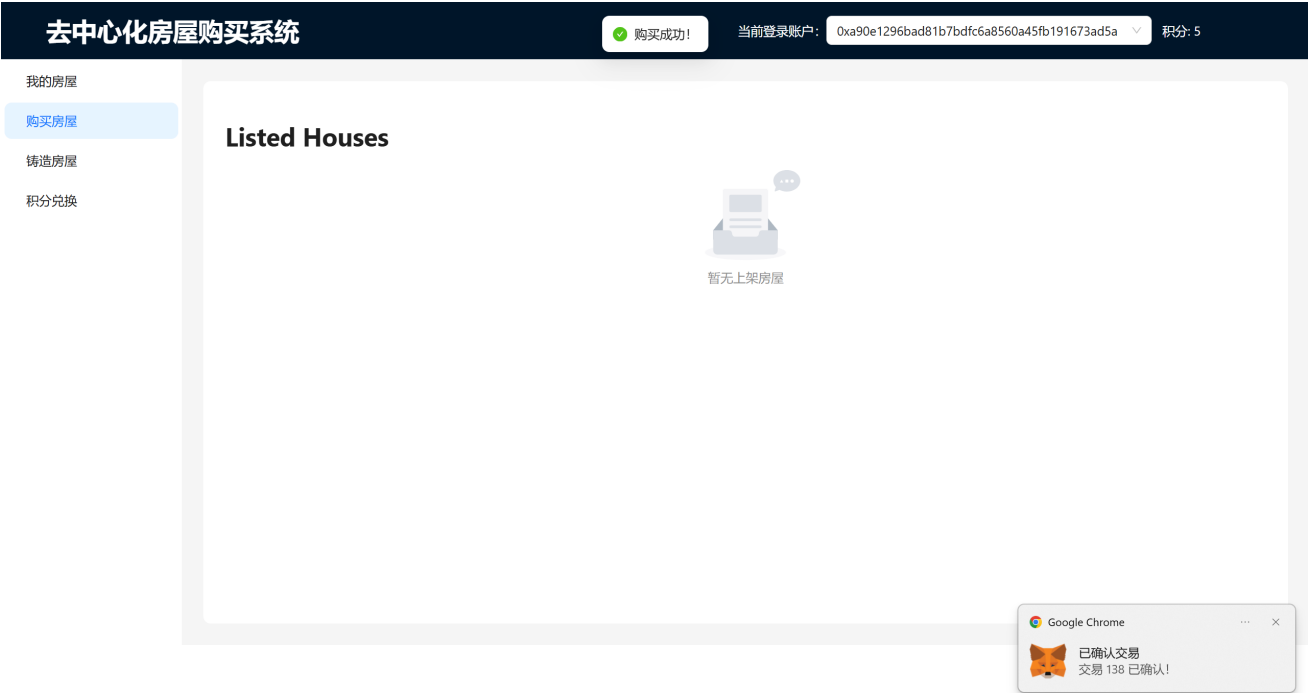 去中心化房屋购买系统
购买成功!
当前登录账户: 0xa90e1296bad81b7bdfc6a8560a45fb191673ad5a 积分: 5
我的房屋
购买房屋
铸造房屋
积分兑换
Listed Houses
暂无上架房屋
Google Chrome
已确认交易
交易 138 已确认!